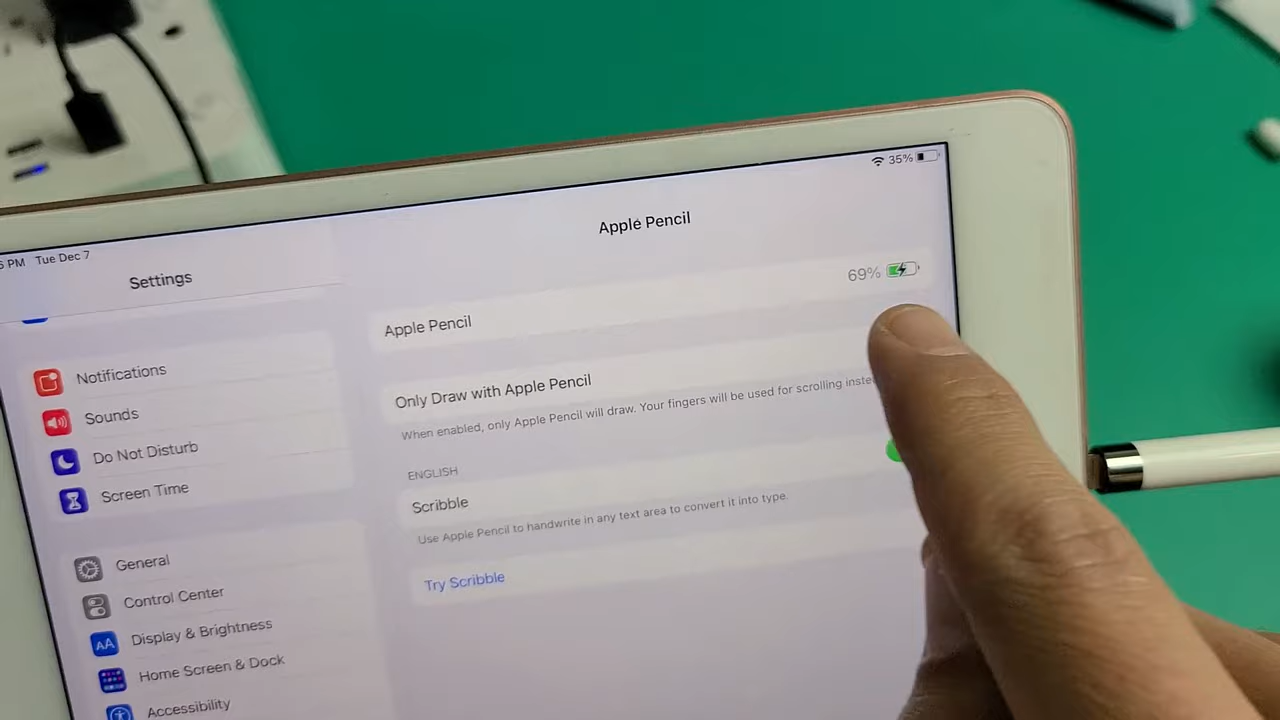 35%
5 PM Tue Dec 7
Settings
Notifications
Sounds
Do Not Disturb
Screen Time
General
Control Center
AA Display & Brightness
Home Screen & Dock
Accessibility
Apple Pencil
Apple Pencil 69%
Only Draw with Apple Pencil
When enabled, only Apple Pencil will draw. Your fingers will be used for scrolling inste
ENGLISH
Scribble
Use Apple Pencil to handwrite in any text area to convert it into type.
Try Scribble